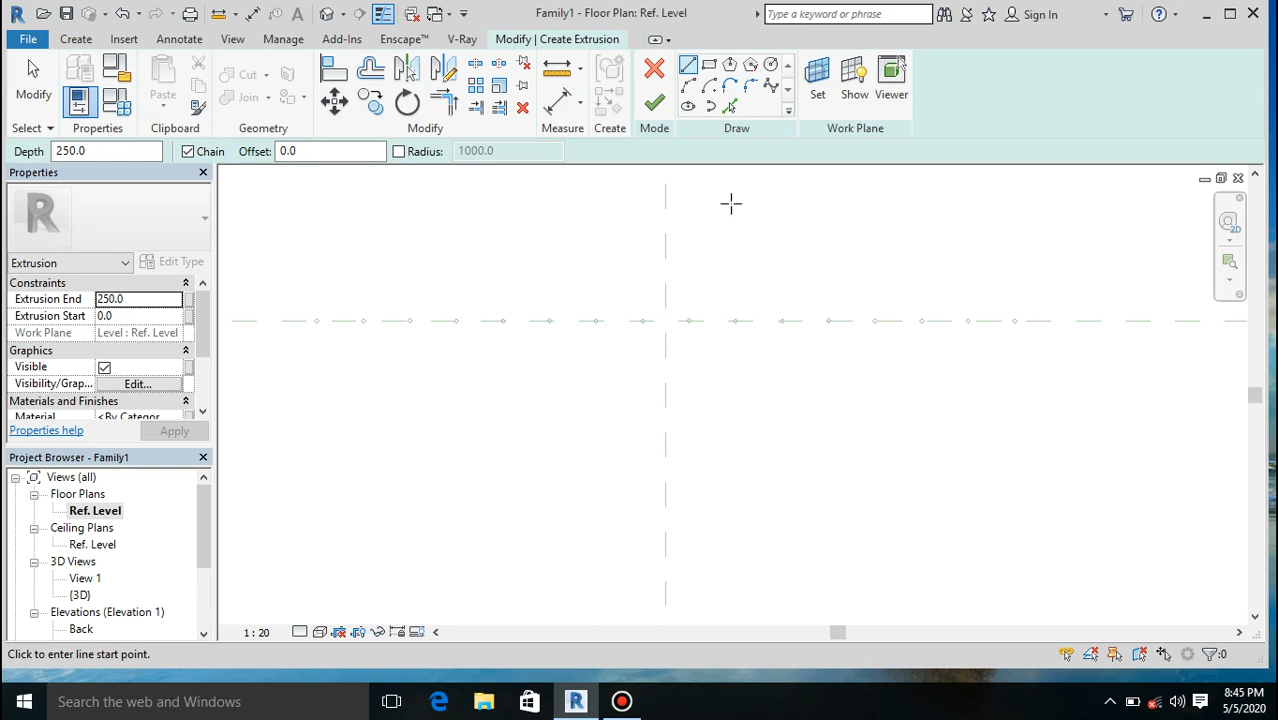 Family1 - Floor Plan: Ref. Level
Type a keyword or phrase
Sign In
File
Create
Insert
Annotate
View
Manage
Add-Ins
Enscape™
V-Ray
Modify | Create Extrusion
Modify
Paste
Cut
Join
Set
Show
Viewer
Select
Properties
Clipboard
Geometry
Modify
Measure
Create
Mode
Draw
Work Plane
Depth 250.0
Chain
Offset: 0.0
Radius: 1000.0
Properties
R
Extrusion
Edit Type
Constraints
Extrusion End 250.0
Extrusion Start 0.0
Work Plane Level : Ref. Level
Graphics
Visible
Visibility/Grap... Edit...
Materials and Finishes
Material <By Categor
Properties help
Apply
Project Browser - Family1
Views (all)
Floor Plans
Ref. Level
Ceiling Plans
Ref. Level
3D Views
View 1
{3D}
Elevations (Elevation 1)
Back
2D
1 : 20
Click to enter line start point.
:0
Search the web and Windows
8:45 PM
5/5/2020